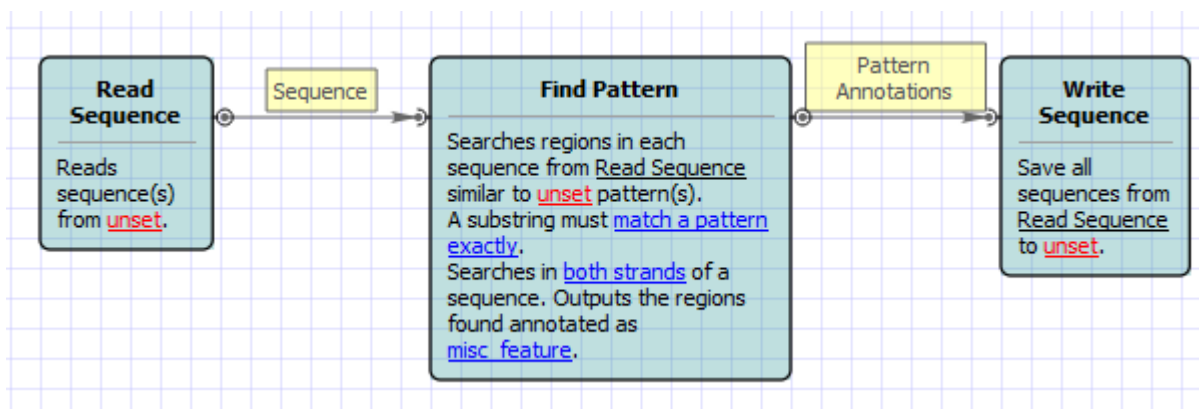 Read
Sequence
Reads
sequence(s)
from unset.
Sequence
Find Pattern
Searches regions in each
sequence from Read Sequence
similar to unset pattern(s).
A substring must match a pattern
exactly.
Searches in both strands of a
sequence. Outputs the regions
found annotated as
misc_feature.
Pattern
Annotations
Write
Sequence
Save all
sequences from
Read Sequence
to unset.